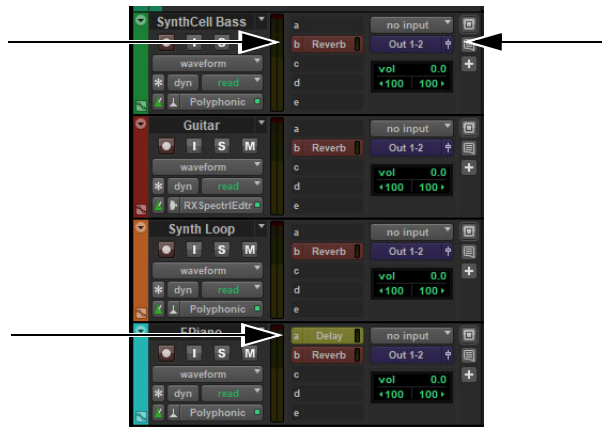 SynthCell Bass a no input
I S b Reverb Out 1-2
waveform c vol 0.0
dyn read d 100 100
Polyphonic e
Guitar a no input
I S M b Reverb Out 1-2
waveform c vol 0.0
dyn read d 100 100
RXSpectrlEdtr e
Synth Loop a no input
I S M b Reverb Out 1-2
waveform c vol 0.0
dyn read d 100 100
Polyphonic e
EPiano a Delay no input
I S M b Reverb Out 1-2
waveform c vol 0.0
dyn read d 100 100
Polyphonic e